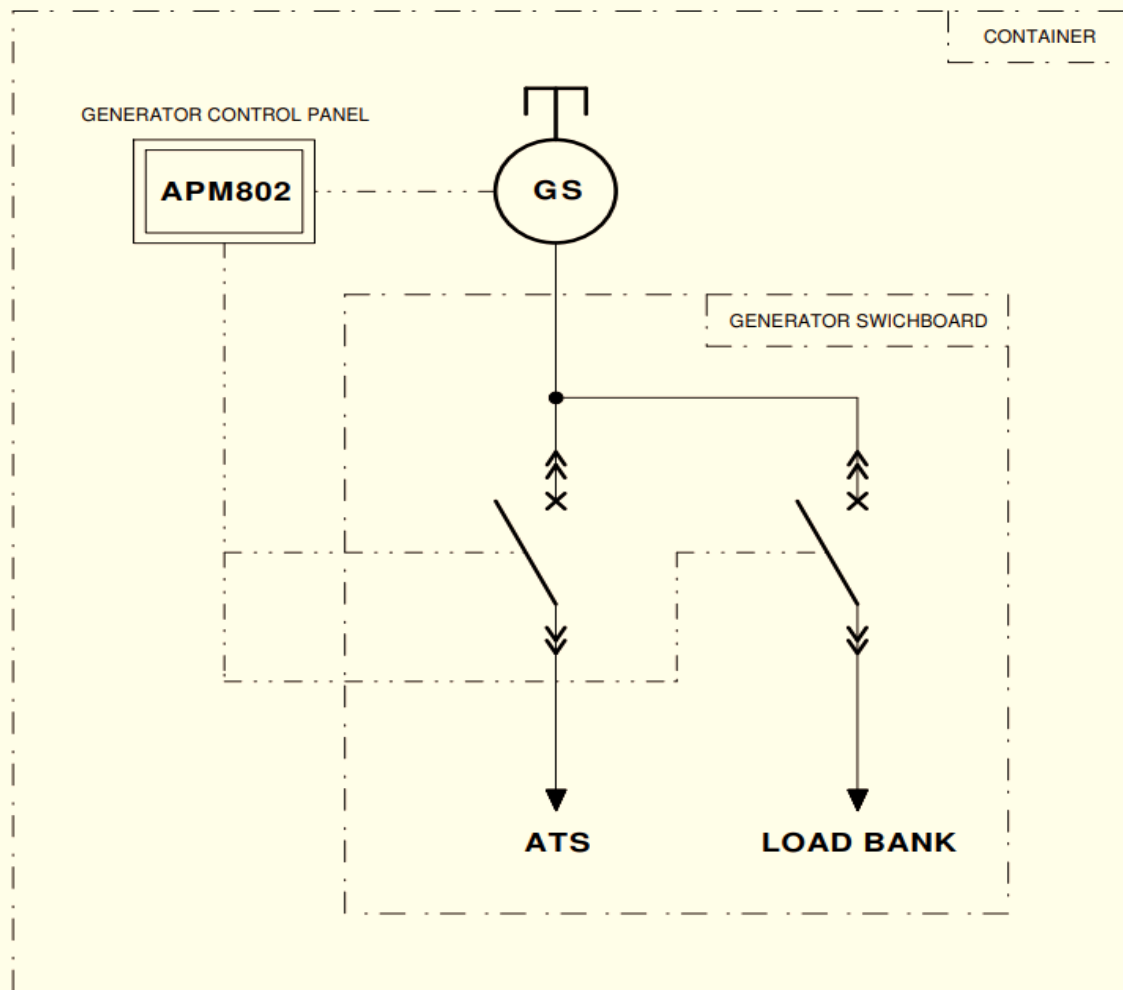 CONTAINER
GENERATOR CONTROL PANEL
APM802
GS
GENERATOR SWICHBOARD
ATS
LOAD BANK